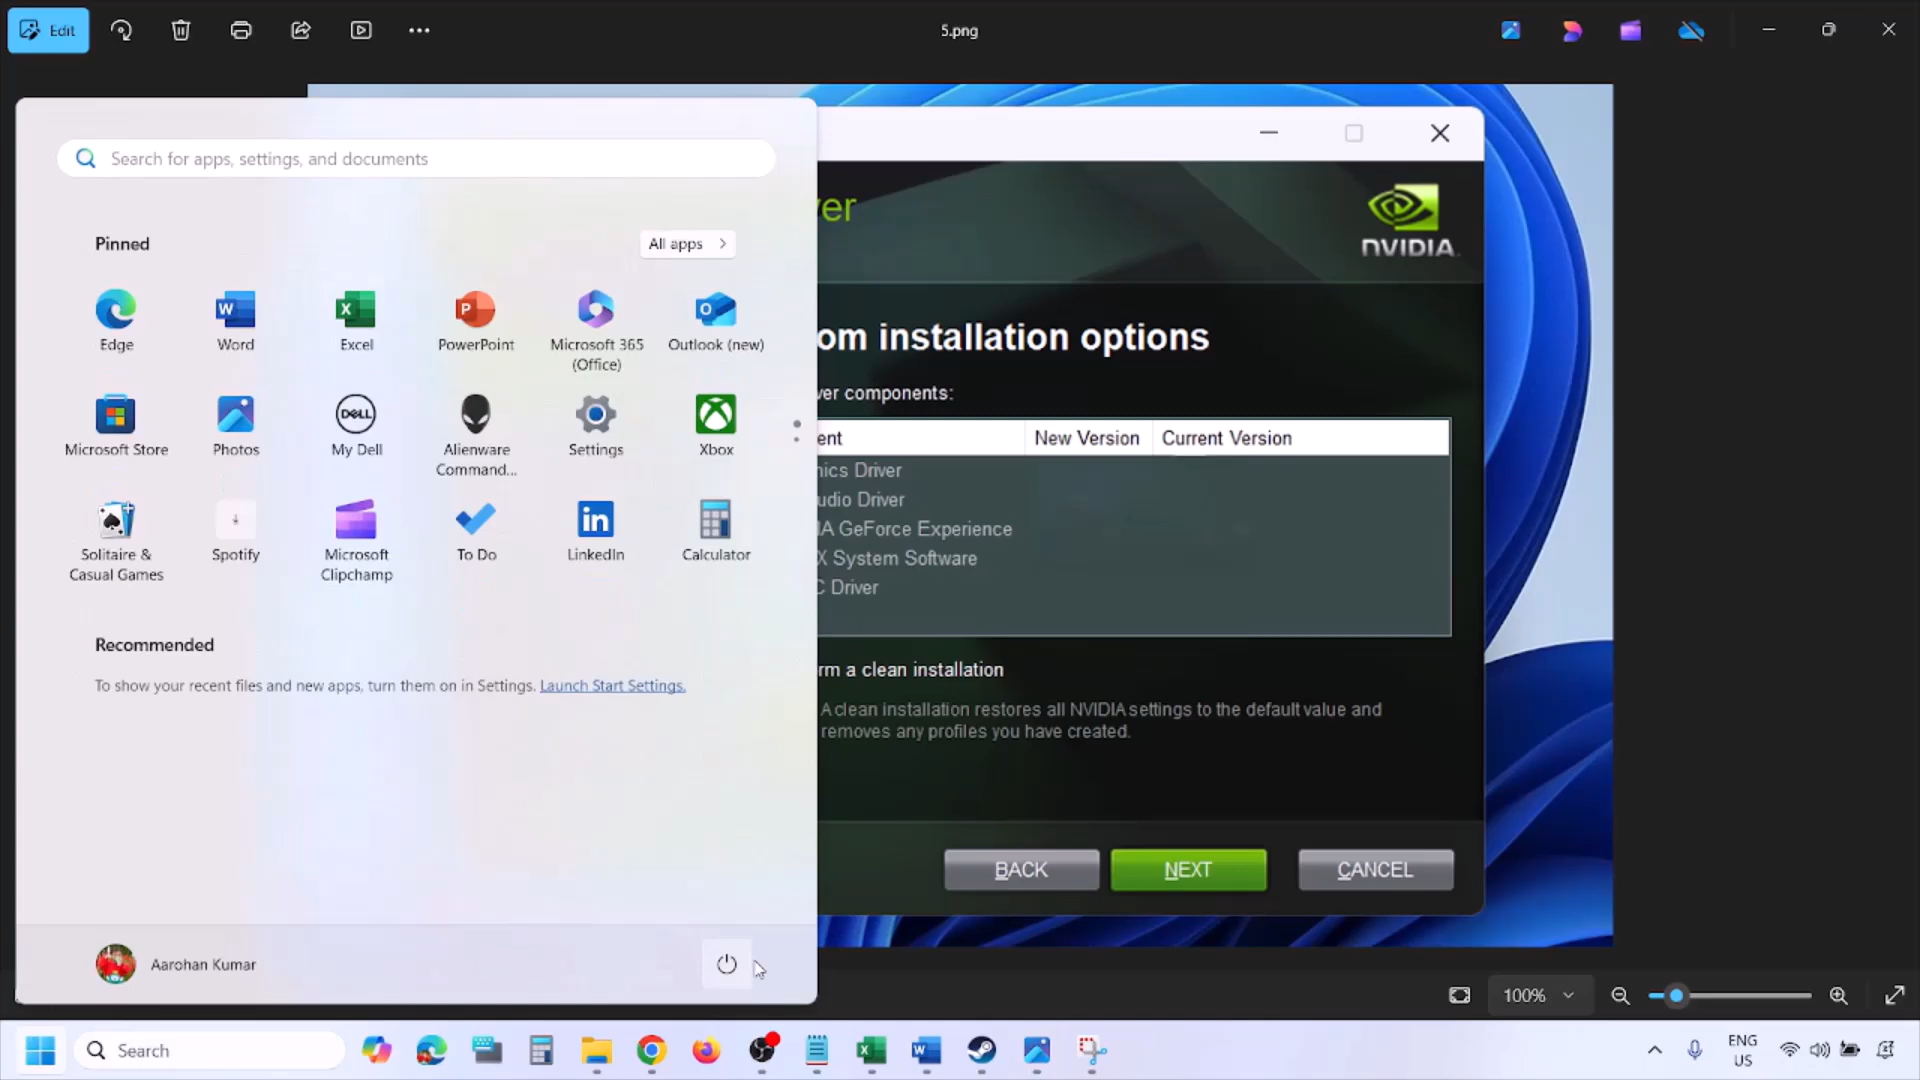 Edit
5.png
Search for apps, settings, and documents
Pinned
All apps
Edge
Word
Excel
PowerPoint
Microsoft 365
(Office)
Outlook (new)
Microsoft Store
Photos
My Dell
Alienware
Command...
Settings
Xbox
Solitaire &
Casual Games
Spotify
Microsoft
Clipchamp
To Do
LinkedIn
Calculator
Recommended
To show your recent files and new apps, turn them on in Settings. Launch Start Settings.
Aarohan Kumar
ver
NVIDIA
om installation options
ver components:
ent
New Version
Current Version
hics Driver
udio Driver
IA GeForce Experience
X System Software
C Driver
rm a clean installation
A clean installation restores all NVIDIA settings to the default value and
removes any profiles you have created.
BACK
NEXT
CANCEL
100%
Search
ENG
US